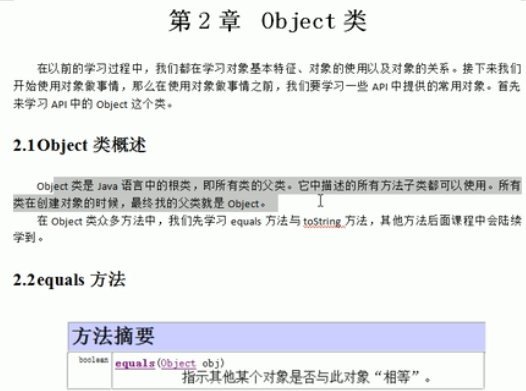 第 2 章 Object 类
在以前的学习过程中，我们都在学习对象基本特征、对象的使用以及对象的关系。接下来我们
开始使用对象做事情，那么在使用对象做事情之前，我们要学习一些 API 中提供的常用对象。首先
来学习 API 中的 Object 这个类。
2.1Object 类概述
Object 类是 Java 语言中的根类，即所有类的父类。它中描述的所有方法子类都可以使用。所有
类在创建对象的时候，最终找的父类就是 Object。
在 Object 类众多方法中，我们先学习 equals 方法与 toString 方法，其他方法后面课程中会陆续
学到。
2.2equals 方法
方法摘要
boolean equals(Object obj)
指示其他某个对象是否与此对象“相等”。